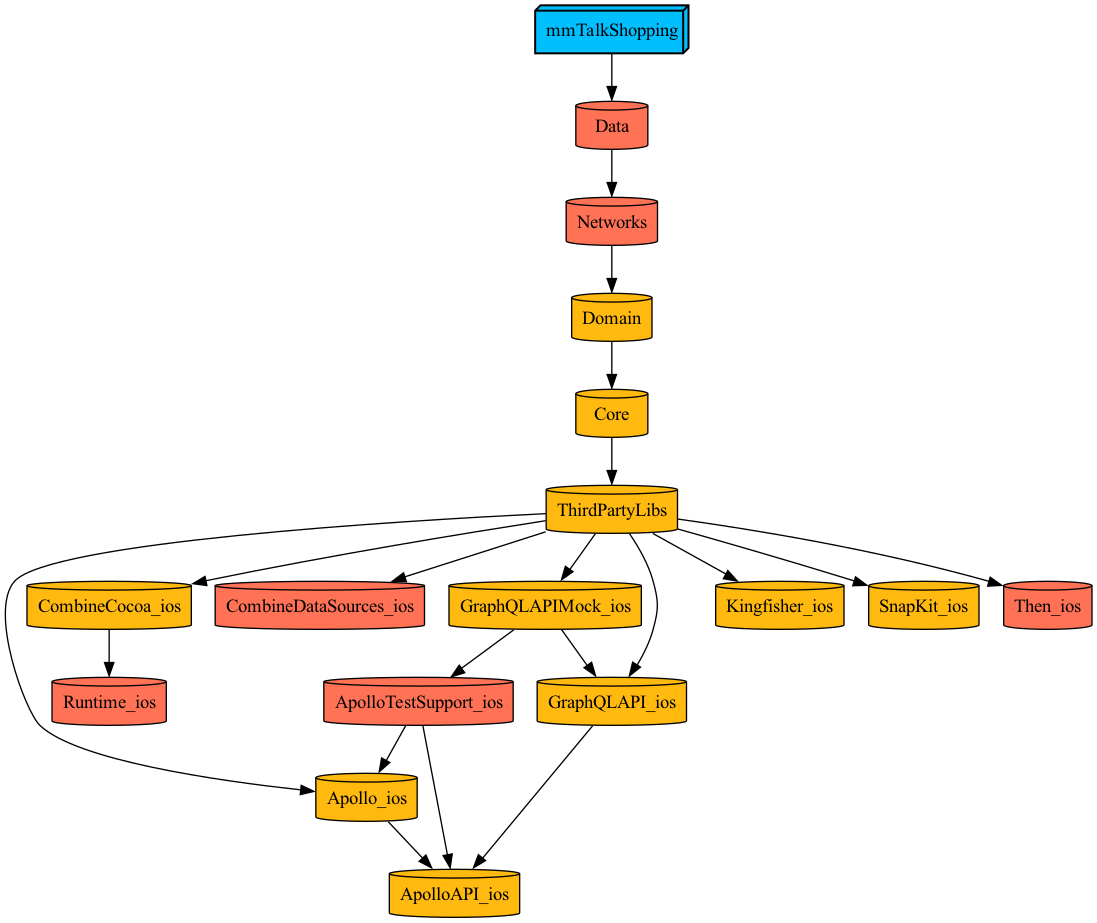 mmTalkShopping
Data
Networks
Domain
Core
ThirdPartyLibs
CombineCocoa_ios
CombineDataSources_ios
GraphQLAPIMock_ios
Kingfisher_ios
SnapKit_ios
Then_ios
Runtime_ios
ApolloTestSupport_ios
GraphQLAPI_ios
Apollo_ios
ApolloAPI_ios